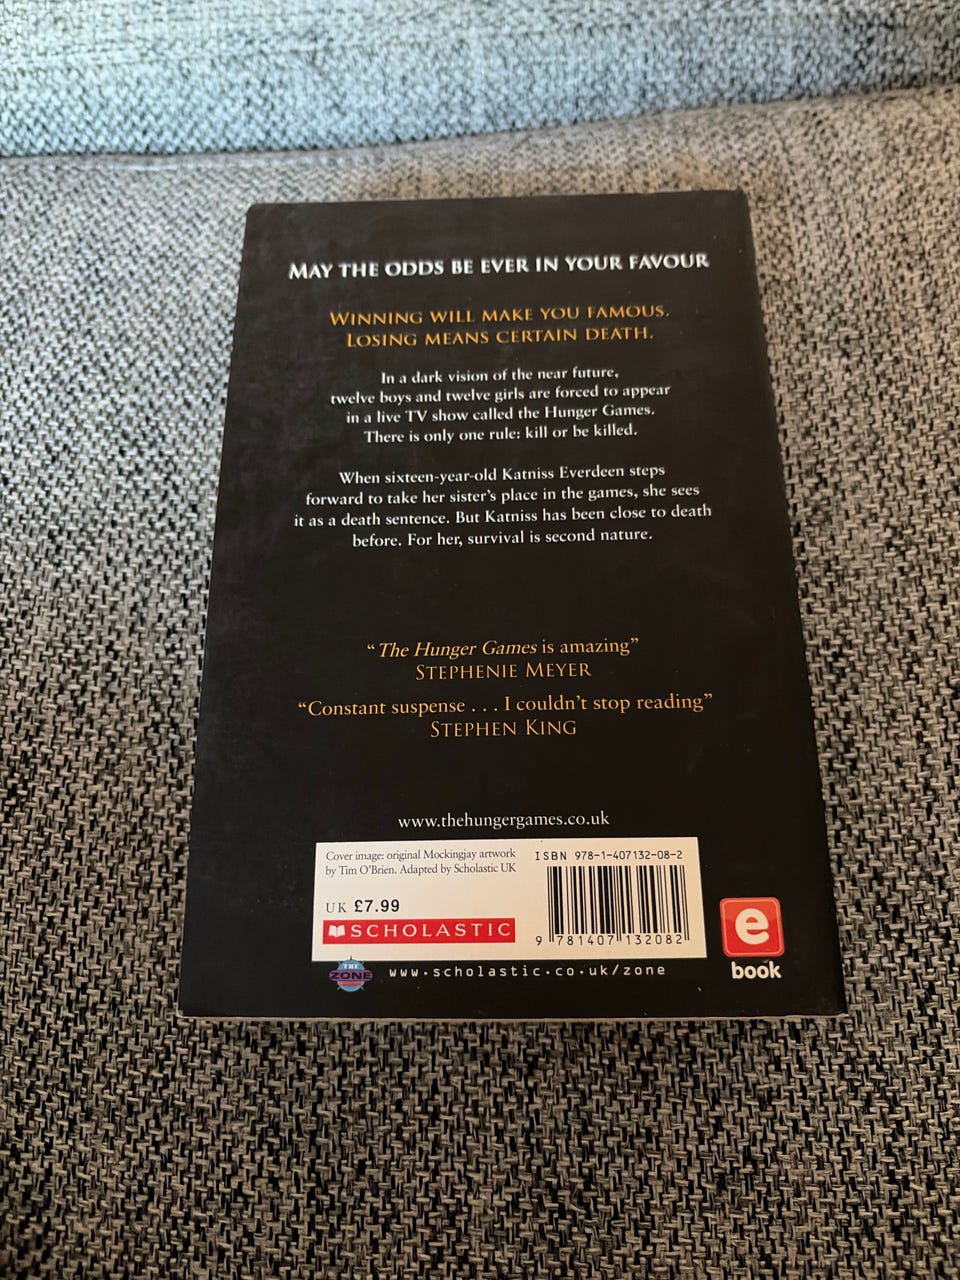 MAY THE ODDS BE EVER IN YOUR FAVOUR
WINNING WILL MAKE YOU FAMOUS.
LOSING MEANS CERTAIN DEATH.
In a dark vision of the near future,
twelve boys and twelve girls are forced to appear
in a live TV show called the Hunger Games.
There is only one rule: kill or be killed.
When sixteen-year-old Katniss Everdeen steps
forward to take her sister's place in the games, she sees
it as a death sentence. But Katniss has been close to death
before. For her, survival is second nature.
"The Hunger Games is amazing"
STEPHENIE MEYER
"Constant suspense . . . I couldn't stop reading"
STEPHEN KING
www.thehungergames.co.uk
Cover image: original Mockingjay artwork
by Tim O'Brien. Adapted by Scholastic UK
UK £7.99
SCHOLASTIC
ISBN 978-1-407132-08-2
9 781407 132082
THE
ZONE
www.scholastic.co.uk/zone
e
book